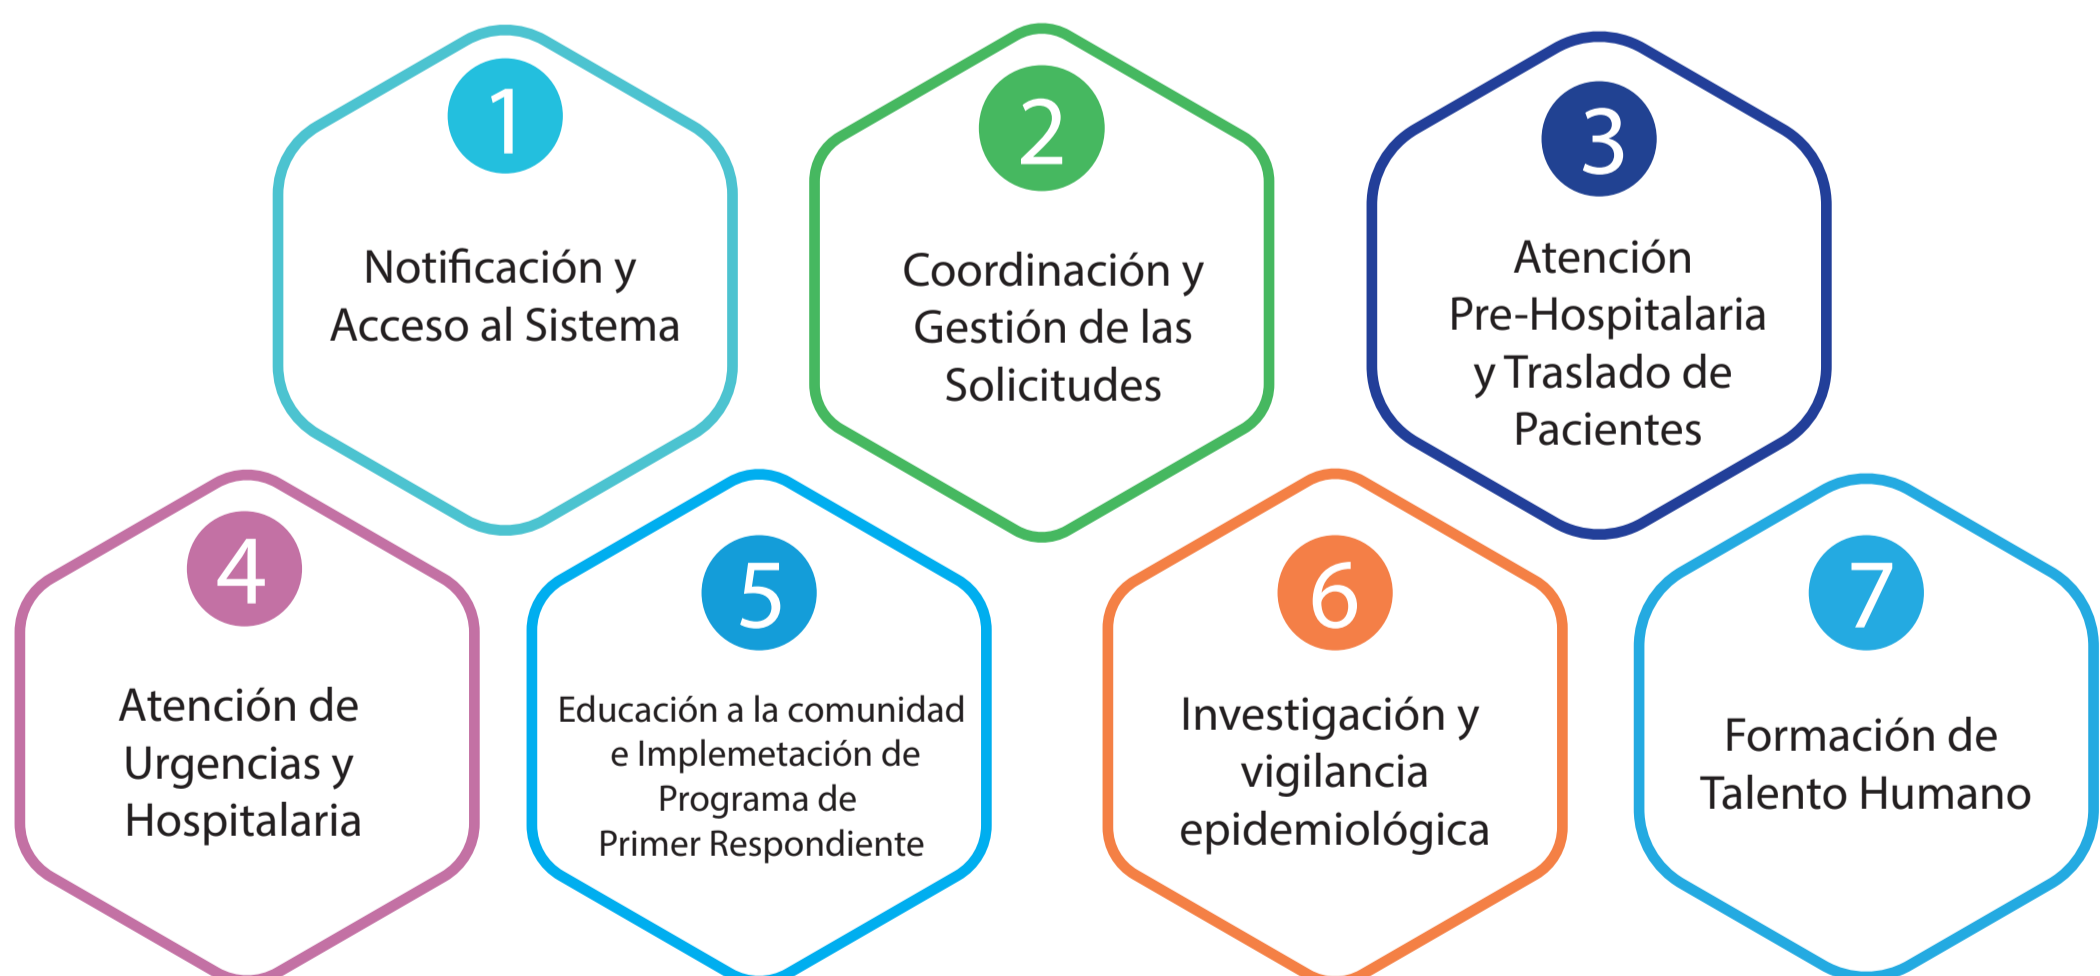 1
Notificación y
Acceso al Sistema
2
Coordinación y
Gestión de las
Solicitudes
3
Atención
Pre-Hospitalaria
y Traslado de
Pacientes
4
Atención de
Urgencias y
Hospitalaria
5
Educación a la comunidad
e Implemetación de
Programa de
Primer Respondiente
6
Investigación y
vigilancia
epidemiológica
7
Formación de
Talento Humano